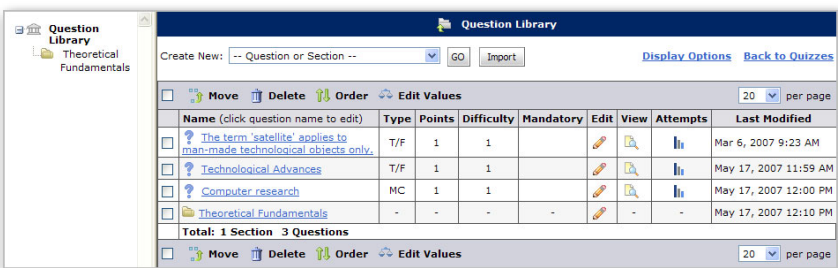 Question
Library
Theoretical
Fundamentals
Question Library
Create New: -- Question or Section -- GO Import Display Options Back to Quizzes
Move Delete Order Edit Values 20 per page
Name (click question name to edit) Type Points Difficulty Mandatory Edit View Attempts Last Modified
The term 'satellite' applies to
man-made technological objects only. T/F 1 1 Mar 6, 2007 9:23 AM
Technological Advances T/F 1 1 May 17, 2007 11:59 AM
Computer research MC 1 1 May 17, 2007 12:00 PM
Theoretical Fundamentals - - - - - - May 17, 2007 12:10 PM
Total: 1 Section 3 Questions
Move Delete Order Edit Values 20 per page